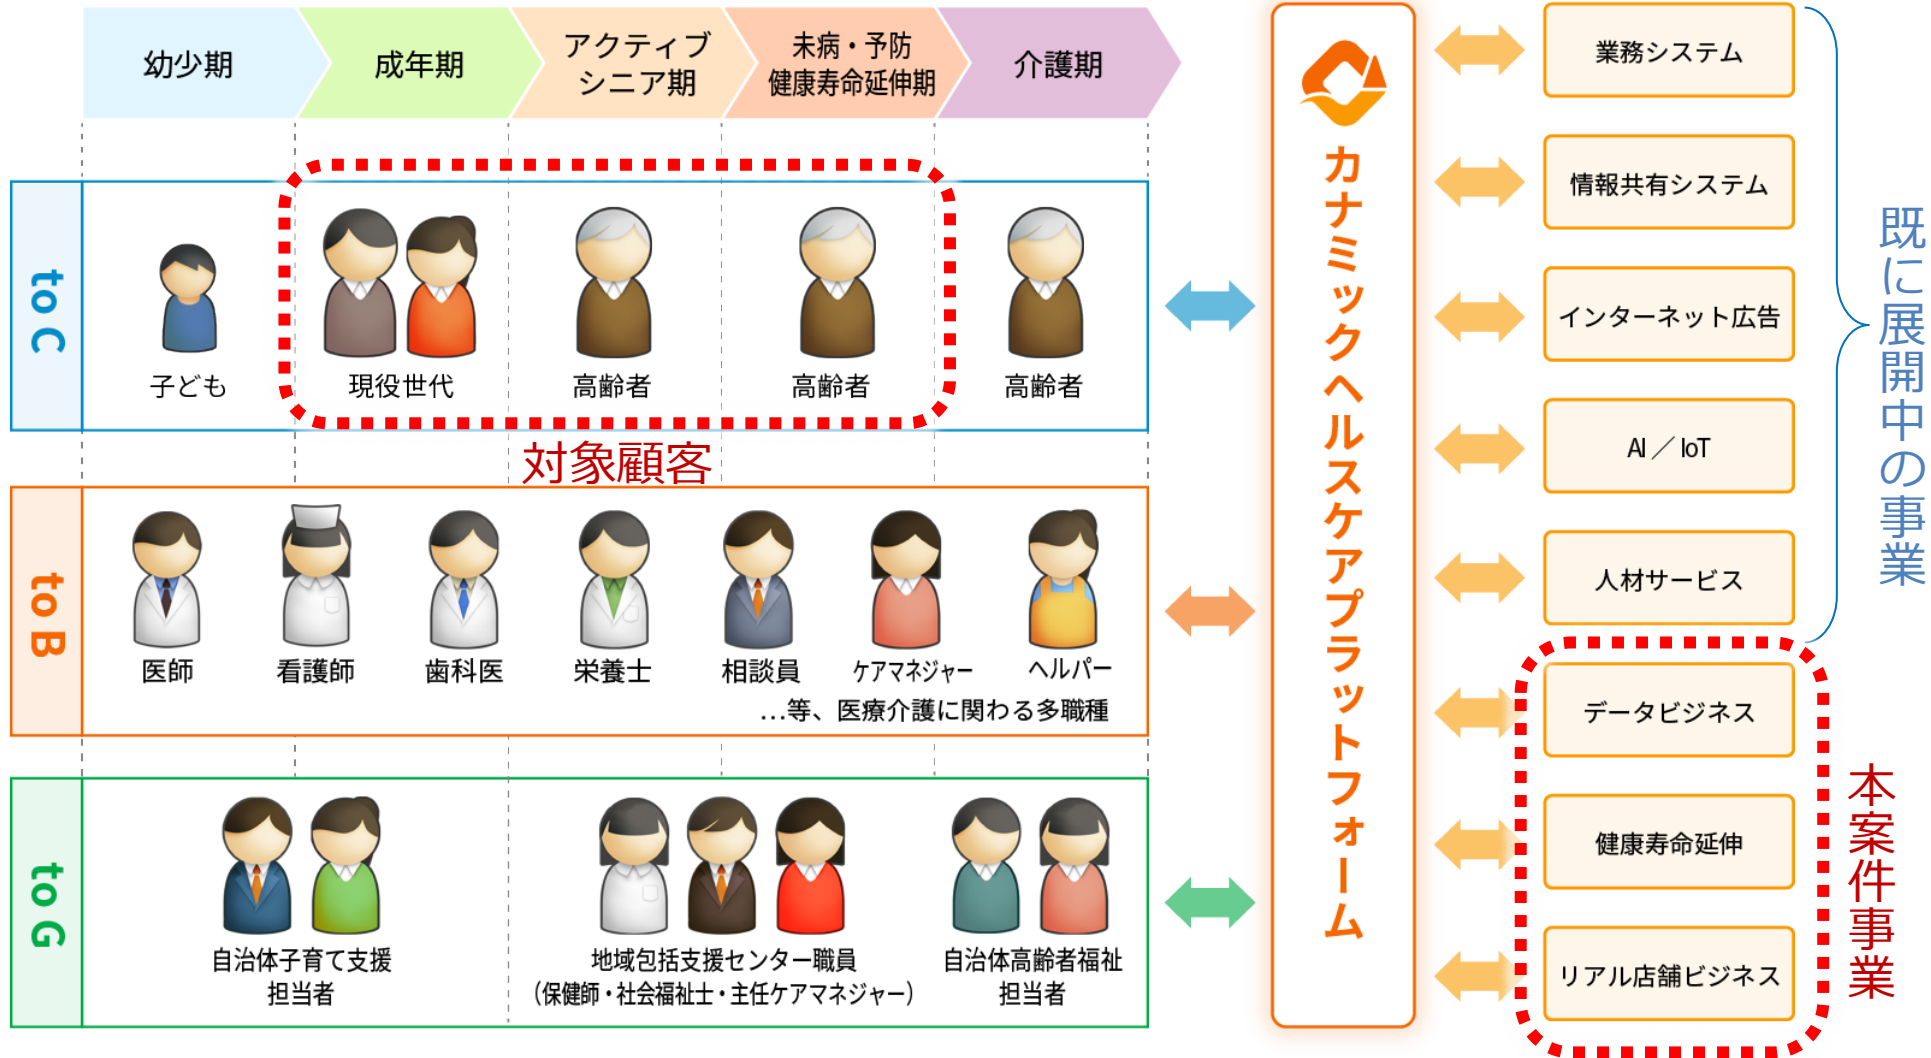 幼少期
成年期
アクティブ
シニア期
未病・予防
健康寿命延伸期
介護期
to C
子ども
現役世代
高齢者
高齢者
高齢者
対象顧客
to B
医師
看護師
歯科医
栄養士
相談員
ケアマネジャー
ヘルパー
…等、医療介護に関わる多職種
to G
自治体子育て支援
担当者
地域包括支援センター職員
（保健師・社会福祉士・主任ケアマネジャー）
自治体高齢者福祉
担当者
カナミックヘルスケアプラットフォーム
業務システム
情報共有システム
インターネット広告
AI／IoT
人材サービス
データビジネス
健康寿命延伸
リアル店舗ビジネス
既に展開中の事業
本案件事業